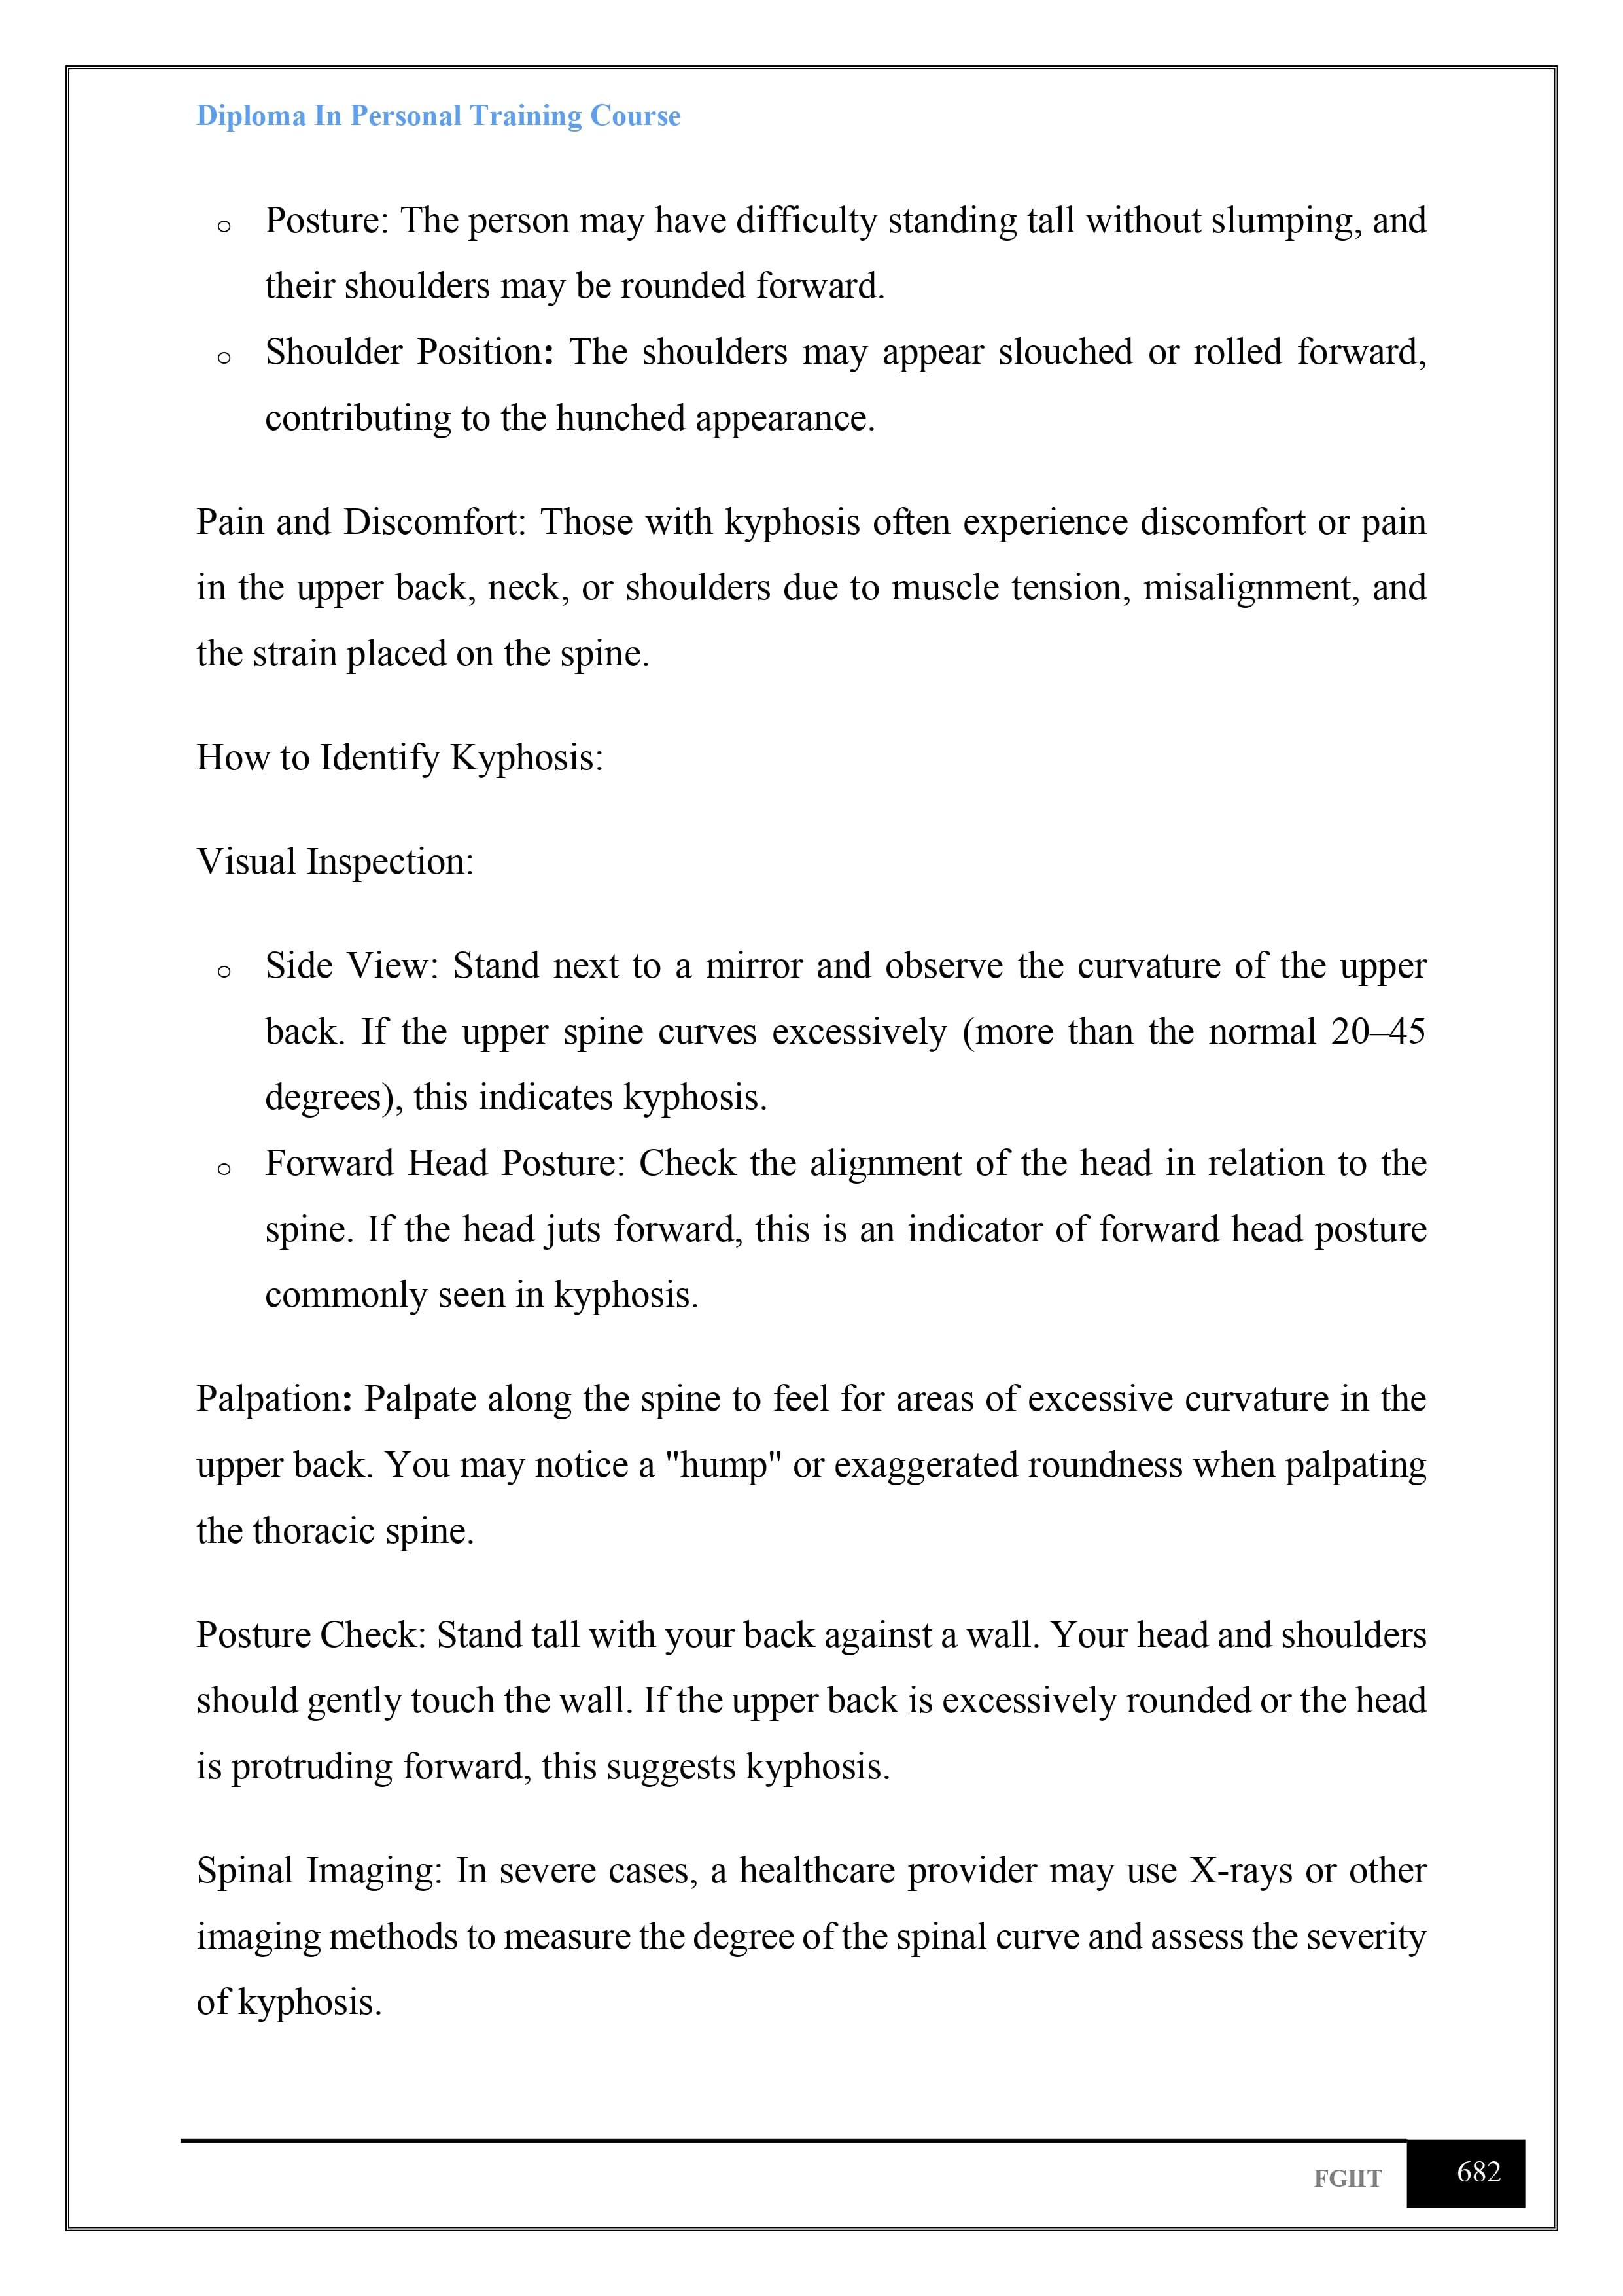 Diploma In Personal Training Course
○ Posture: The person may have difficulty standing tall without slumping, and
their shoulders may be rounded forward.
○ Shoulder Position: The shoulders may appear slouched or rolled forward,
contributing to the hunched appearance.
Pain and Discomfort: Those with kyphosis often experience discomfort or pain
in the upper back, neck, or shoulders due to muscle tension, misalignment, and
the strain placed on the spine.
How to Identify Kyphosis:
Visual Inspection:
○ Side View: Stand next to a mirror and observe the curvature of the upper
back. If the upper spine curves excessively (more than the normal 20–45
degrees), this indicates kyphosis.
○ Forward Head Posture: Check the alignment of the head in relation to the
spine. If the head juts forward, this is an indicator of forward head posture
commonly seen in kyphosis.
Palpation: Palpate along the spine to feel for areas of excessive curvature in the
upper back. You may notice a "hump" or exaggerated roundness when palpating
the thoracic spine.
Posture Check: Stand tall with your back against a wall. Your head and shoulders
should gently touch the wall. If the upper back is excessively rounded or the head
is protruding forward, this suggests kyphosis.
Spinal Imaging: In severe cases, a healthcare provider may use X-rays or other
imaging methods to measure the degree of the spinal curve and assess the severity
of kyphosis.
FGIIT 682